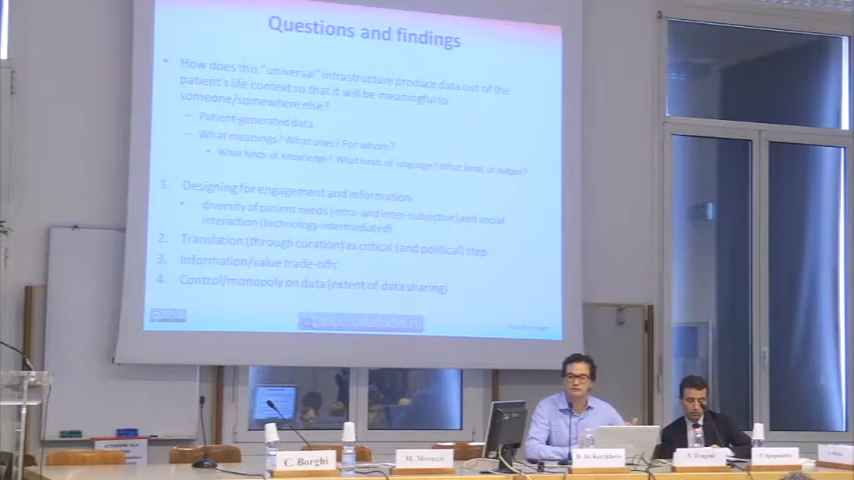 Questions and findings
• How does this "universal" infrastructure produce data out of the
patient's life context so that it will be meaningful to
someone/somewhere else?
– Patient-generated data
– What meanings? What uses? For whom?
• What kinds of knowledge? What kinds of language? What kinds of output?
1. Designing for engagement and information
• diversity of patient needs (intra- and inter-subjective) and social
interaction (technology-intermediated)
2. Translation (through curation) as critical (and political) step
3. Information/value trade-offs
4. Control/monopoly on data (extent of data sharing)
C. Borghi
M. Moruzzi